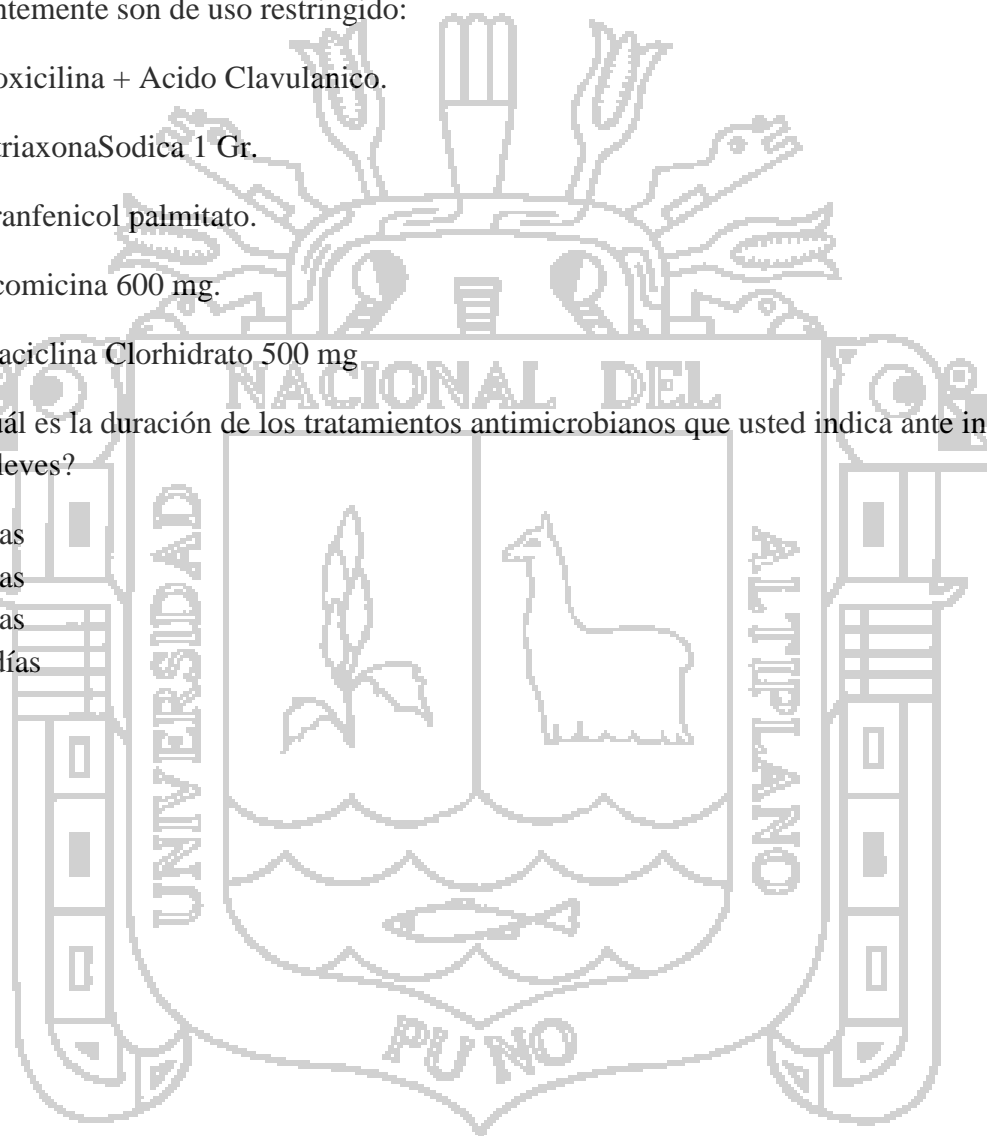 ntemente son de uso restringido:
oxicilina + Acido Clavulanico.
triaxonaSodica 1 Gr.
ranfenicol palmitato.
comicina 600 mg.
aciclina Clorhidrato 500 mg
uál es la duración de los tratamientos antimicrobianos que usted indica ante in
leves?
as
as
as
días
NACIONAL DEL
UNIVERSIDAD
ALTIPLANO
PUNO